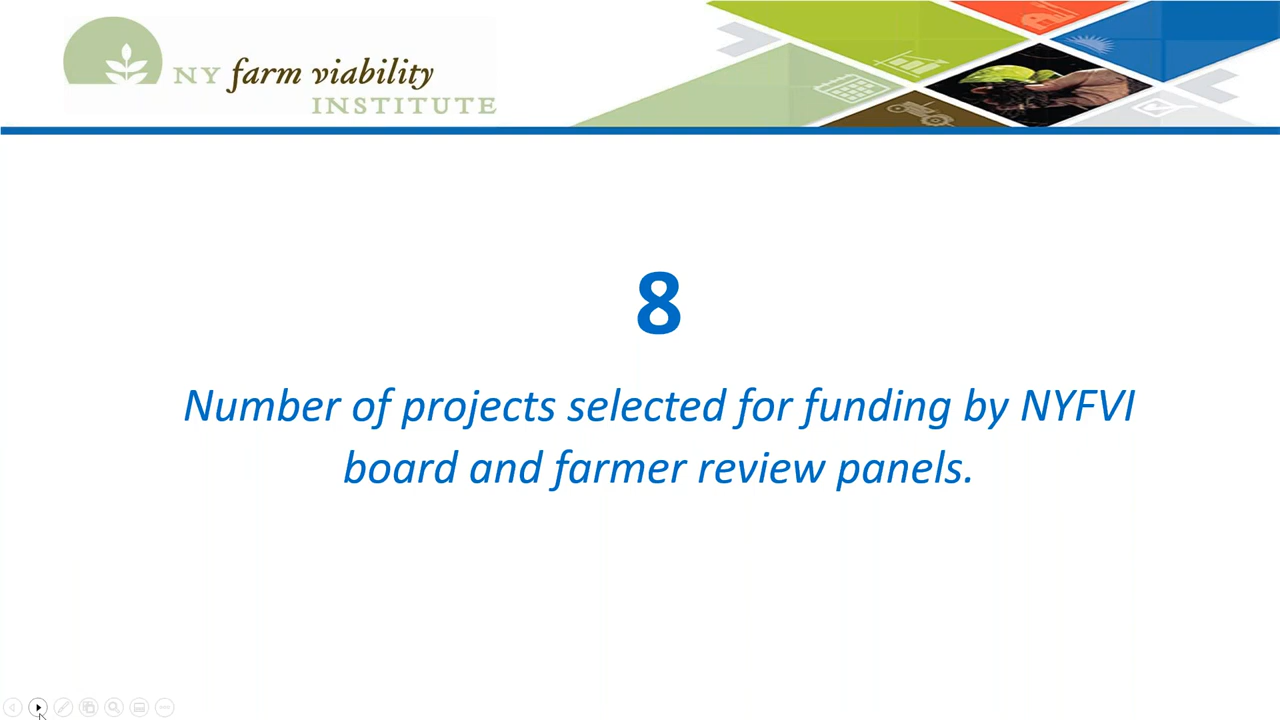 NY farm viability
INSTITUTE
8
Number of projects selected for funding by NYFVI
board and farmer review panels.